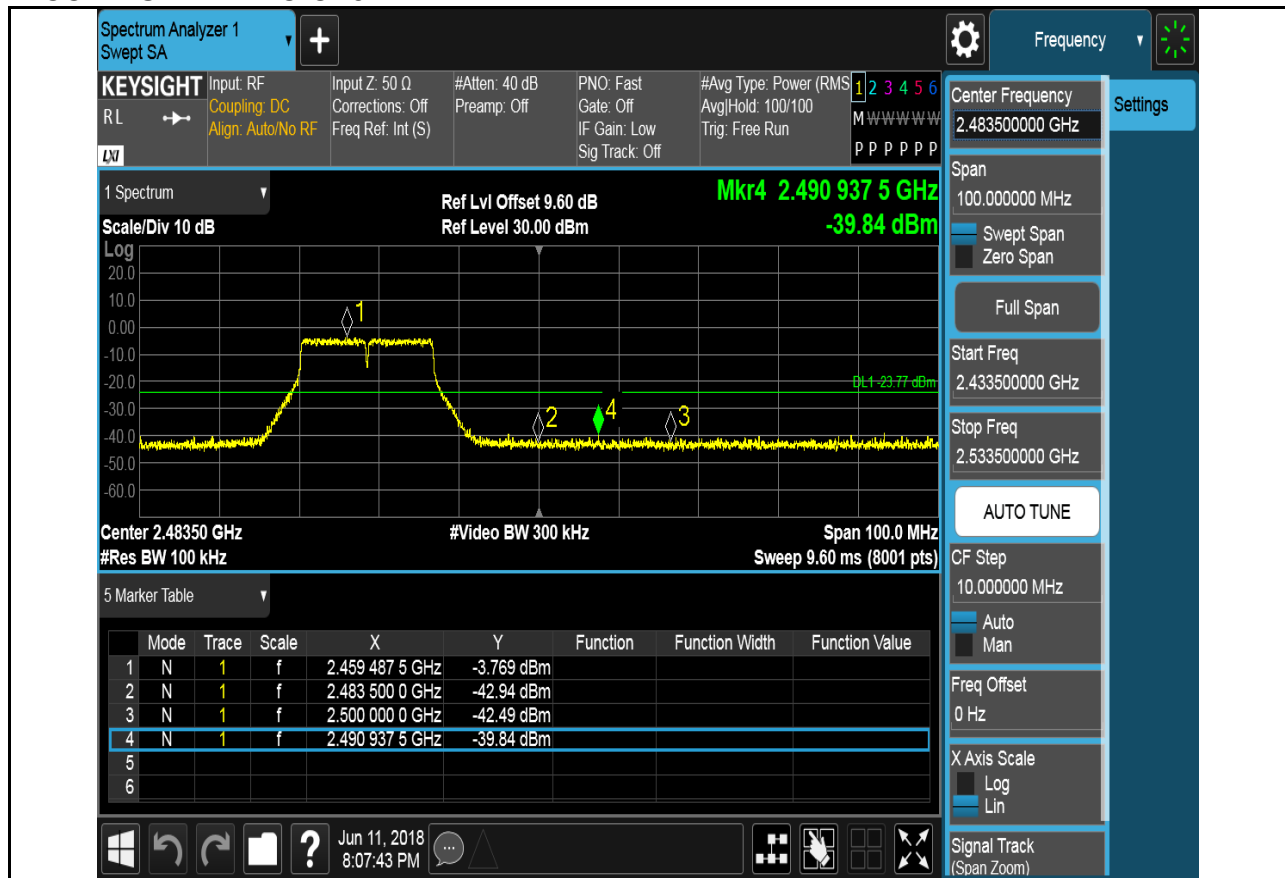 Spectrum Analyzer 1
Swept SA
+
Frequency
KEYSIGHT
RL
LXI
Input: RF
Coupling: DC
Align: Auto/No RF
Input Z: 50 Ω
Corrections: Off
Freq Ref: Int (S)
#Atten: 40 dB
Preamp: Off
PNO: Fast
Gate: Off
IF Gain: Low
Sig Track: Off
#Avg Type: Power (RMS
Avg|Hold: 100/100
Trig: Free Run
1 2 3 4 5 6
M W W W W W
P P P P P P
1 Spectrum
Scale/Div 10 dB
Ref Lvl Offset 9.60 dB
Ref Level 30.00 dBm
Mkr4 2.490 937 5 GHz
-39.84 dBm
Log
20.0
10.0
0.00
-10.0
-20.0
-30.0
-40.0
-50.0
-60.0
1
DL1 -23.77 dBm
2
4
3
Center 2.48350 GHz
#Video BW 300 kHz
Span 100.0 MHz
#Res BW 100 kHz
Sweep 9.60 ms (8001 pts)
5 Marker Table
Mode Trace Scale X Y Function Function Width Function Value
1 N 1 f 2.459 487 5 GHz -3.769 dBm
2 N 1 f 2.483 500 0 GHz -42.94 dBm
3 N 1 f 2.500 000 0 GHz -42.49 dBm
4 N 1 f 2.490 937 5 GHz -39.84 dBm
5
6
?
Jun 11, 2018
8:07:43 PM
Center Frequency
2.483500000 GHz
Settings
Span
100.000000 MHz
Swept Span
Zero Span
Full Span
Start Freq
2.433500000 GHz
Stop Freq
2.533500000 GHz
AUTO TUNE
CF Step
10.000000 MHz
Auto
Man
Freq Offset
0 Hz
X Axis Scale
Log
Lin
Signal Track
(Span Zoom)